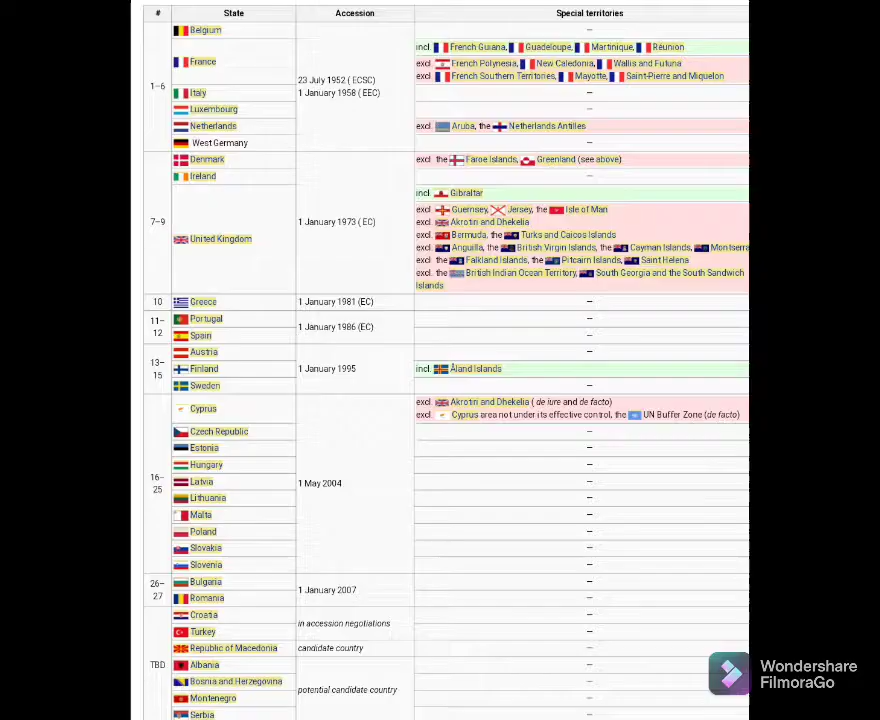 # State Accession Special territories
1–6
Belgium
—
France
incl. French Guiana, Guadeloupe, Martinique, Réunion
excl. French Polynesia, New Caledonia, Wallis and Futuna
excl. French Southern Territories, Mayotte, Saint-Pierre and Miquelon
23 July 1952 ( ECSC)
1 January 1958 ( EEC)
Italy
—
Luxembourg
—
Netherlands
excl. Aruba, the Netherlands Antilles
West Germany
—
7–9
Denmark
excl. the Faroe Islands, Greenland (see above)
Ireland
—
1 January 1973 ( EC)
United Kingdom
incl. Gibraltar
excl. Guernsey, Jersey, the Isle of Man
excl. Akrotiri and Dhekelia
excl. Bermuda, the Turks and Caicos Islands
excl. Anguilla, the British Virgin Islands, the Cayman Islands, Montserra
excl. the Falkland Islands, the Pitcairn Islands, Saint Helena
excl. the British Indian Ocean Territory, South Georgia and the South Sandwich
Islands
10 Greece 1 January 1981 (EC) —
11–
12
Portugal
—
1 January 1986 (EC)
Spain
—
13–
15
Austria
—
Finland
1 January 1995
incl. Åland Islands
Sweden
—
16–
25
Cyprus
excl. Akrotiri and Dhekelia ( de iure and de facto)
excl. Cyprus area not under its effective control, the UN Buffer Zone (de facto)
Czech Republic
—
Estonia
—
Hungary
—
Latvia
—
1 May 2004
Lithuania
—
Malta
—
Poland
—
Slovakia
—
Slovenia
—
26–
27
Bulgaria
—
1 January 2007
Romania
—
TBD
Croatia
—
in accession negotiations
Turkey
—
Republic of Macedonia
candidate country
—
Albania
—
Bosnia and Herzegovina
—
potential candidate country
Montenegro
—
Serbia
—
Wondershare
FilmoraGo